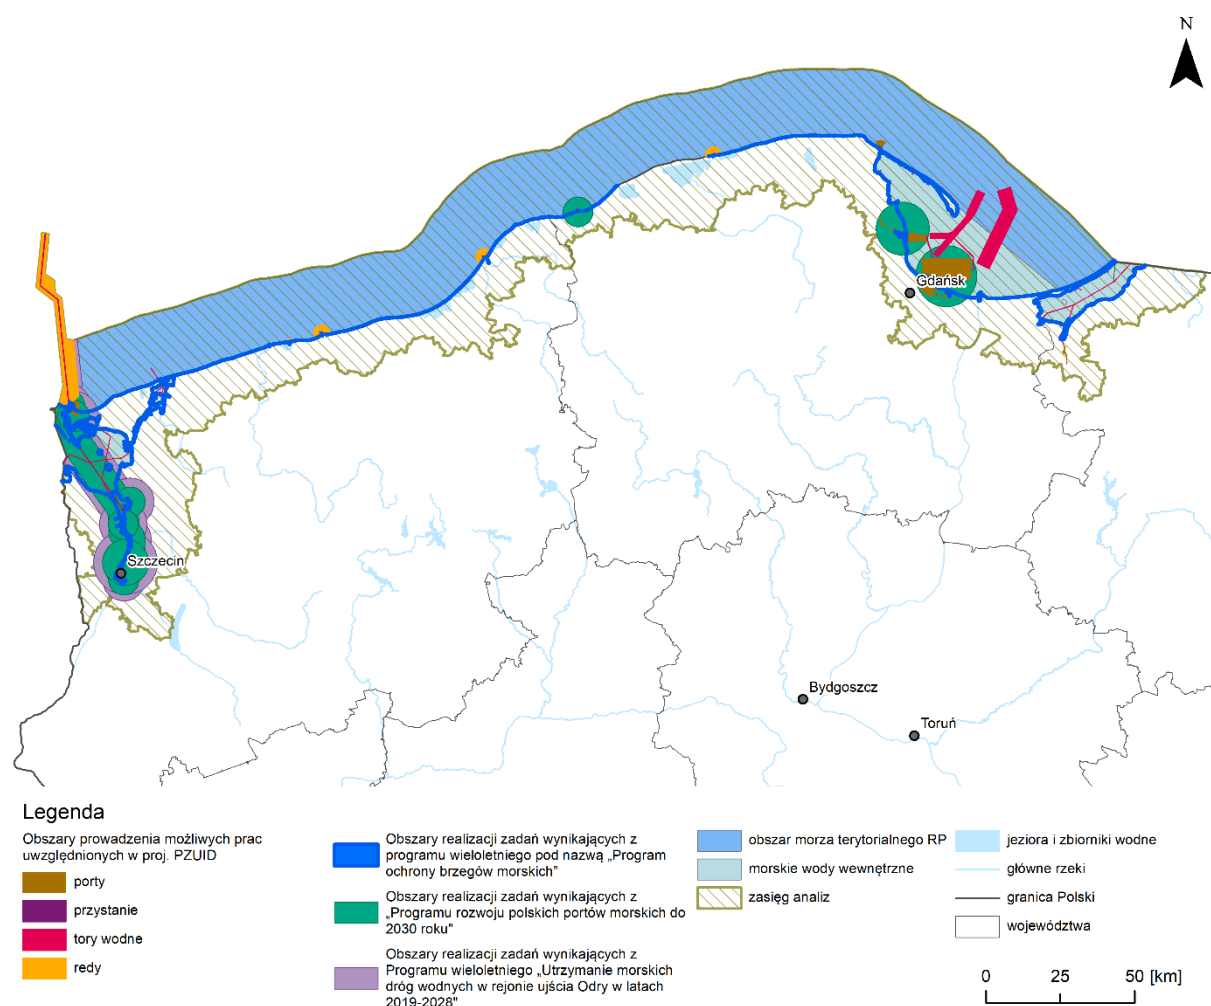 N
Gdańsk
Szczecin
Bydgoszcz
Toruń
Legenda
Obszary prowadzenia możliwych prac
uwzględnionych w proj. PZUID
porty
przystanie
tory wodne
redy
Obszary realizacji zadań wynikających z
programu wieloletniego pod nazwą „Program
ochrony brzegów morskich”
Obszary realizacji zadań wynikających z
„Programu rozwoju polskich portów morskich do
2030 roku"
Obszary realizacji zadań wynikających z
Programu wieloletniego „Utrzymanie morskich
dróg wodnych w rejonie ujścia Odry w latach
2019-2028"
obszar morza terytorialnego RP
morskie wody wewnętrzne
zasięg analiz
jeziora i zbiorniki wodne
główne rzeki
granica Polski
województwa
0 25 50 [km]